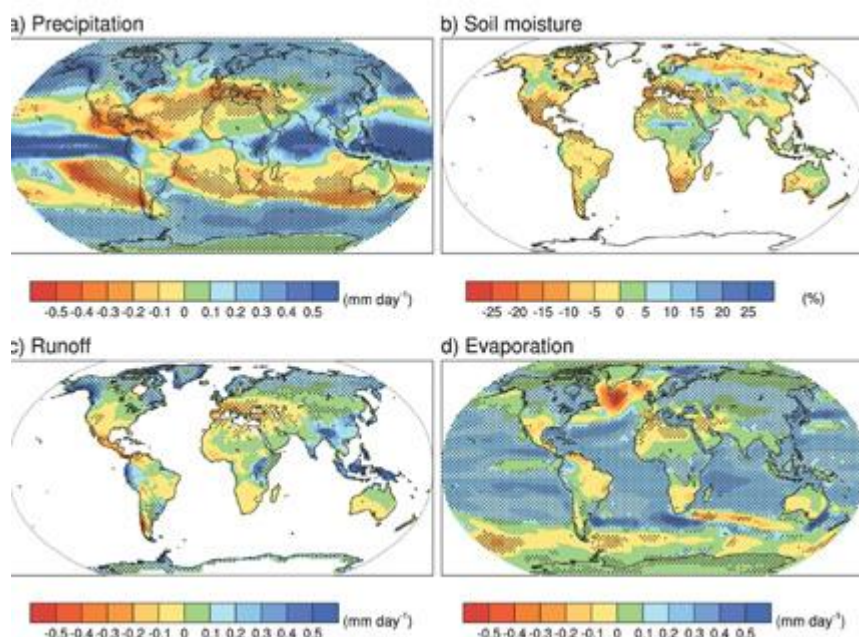 a) Precipitation
b) Soil moisture
-0.5 -0.4 -0.3 -0.2 -0.1 0 0.1 0.2 0.3 0.4 0.5 (mm day⁻¹)
-25 -20 -15 -10 -5 0 5 10 15 20 25 (%)
c) Runoff
d) Evaporation
-0.5 -0.4 -0.3 -0.2 -0.1 0 0.1 0.2 0.3 0.4 0.5 (mm day⁻¹)
-0.5 -0.4 -0.3 -0.2 -0.1 0 0.1 0.2 0.3 0.4 0.5 (mm day⁻¹)